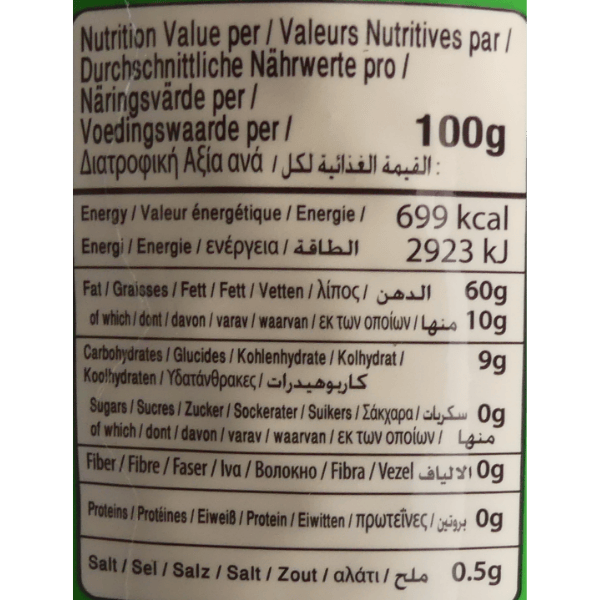 Nutrition Value per / Valeurs Nutritives par /
Durchschnittliche Nährwerte pro /
Näringsvärde per /
Voedingswaarde per / 100g
Διατροφική Αξία ανά / القيمة الغذائية لكل :
Energy / Valeur énergétique / Energie / 699 kcal
Energi / Energie / ενέργεια / الطاقة 2923 kJ
Fat / Graisses / Fett / Fett / Vetten / λίπος / الدهن 60g
of which / dont / davon / varav / waarvan / εκ των οποίων / منها 10g
Carbohydrates / Glucides / Kohlenhydrate / Kolhydrat / 9g
Koolhydraten / Υδατάνθρακες / كاربوهيدرات
Sugars / Sucres / Zucker / Sockerater / Suikers / Σάκχαρα / سكريات 0g
of which / dont / davon / varav / waarvan / εκ των οποίων / منها
Fiber / Fibre / Faser / Iνα / Волокно / Fibra / Vezel الالياف 0g
Proteins / Protéines / Eiweiß / Protein / Eiwitten / πρωτεΐνες / بروتين 0g
Salt / Sel / Salz / Salt / Zout / αλάτι / ملح 0.5g